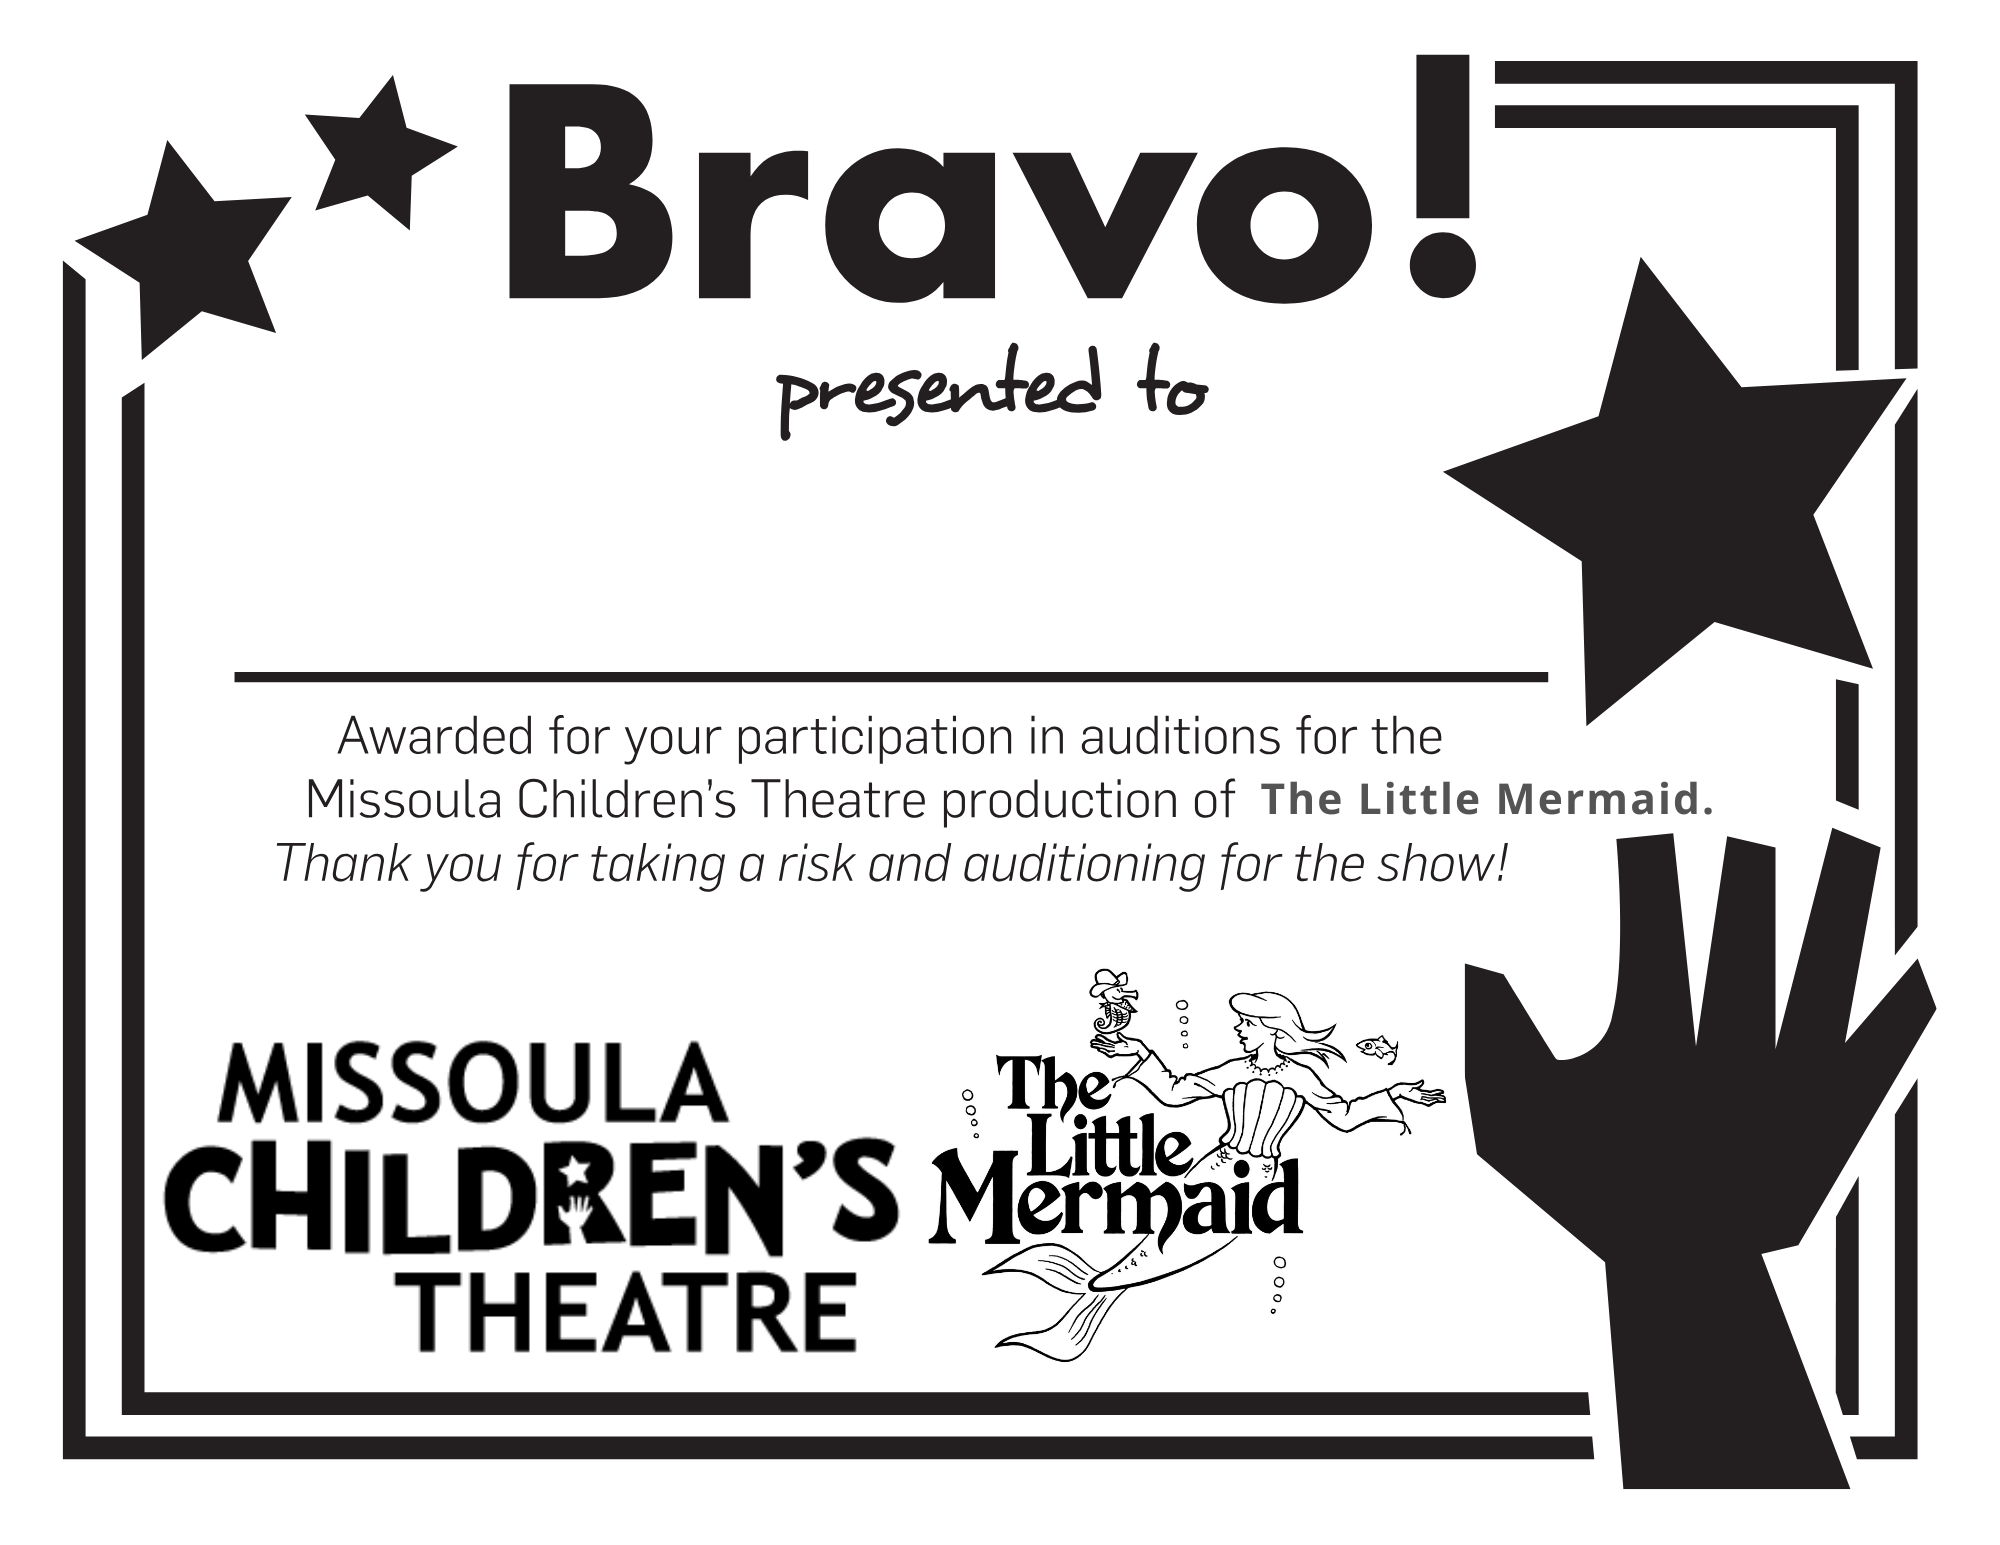 Bravo!
presented to
Awarded for your participation in auditions for the
Missoula Children’s Theatre production of The Little Mermaid.
Thank you for taking a risk and auditioning for the show!
MISSOULA
CHILDREN’S
THEATRE
The
Little
Mermaid